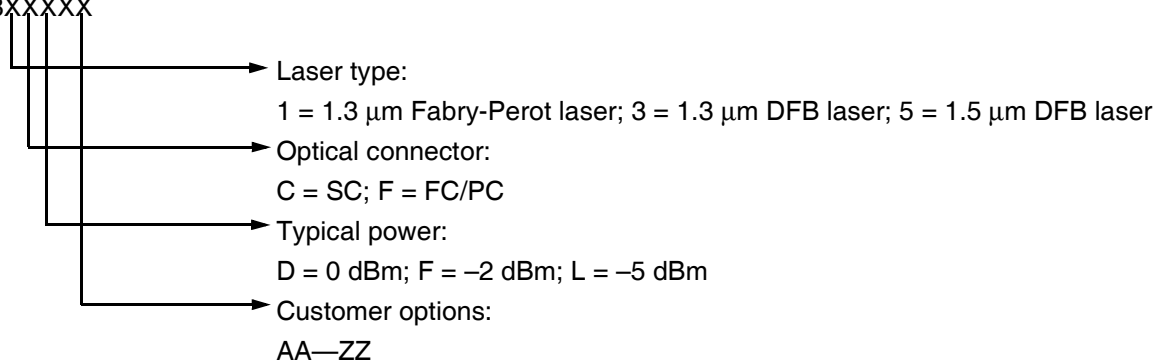 XXXXX
Laser type:
1 = 1.3 μm Fabry-Perot laser; 3 = 1.3 μm DFB laser; 5 = 1.5 μm DFB laser
Optical connector:
C = SC; F = FC/PC
Typical power:
D = 0 dBm; F = –2 dBm; L = –5 dBm
Customer options:
AA—ZZ